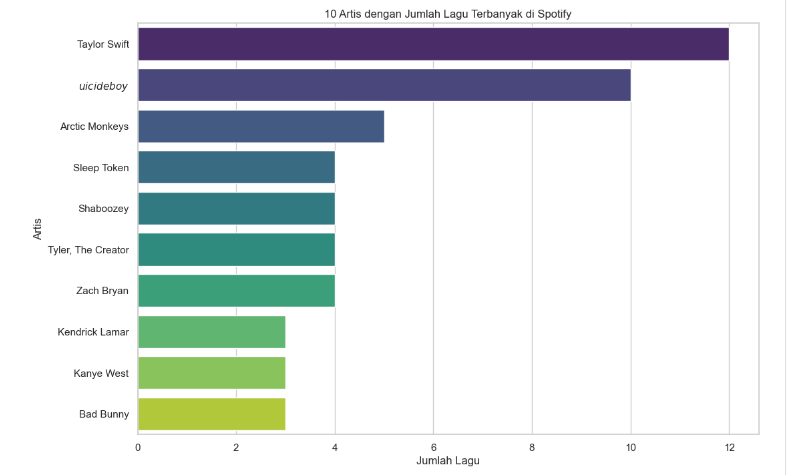 10 Artis dengan Jumlah Lagu Terbanyak di Spotify
Artis
Taylor Swift
uicideboy
Arctic Monkeys
Sleep Token
Shaboozey
Tyler, The Creator
Zach Bryan
Kendrick Lamar
Kanye West
Bad Bunny
0 2 4 6 8 10 12
Jumlah Lagu